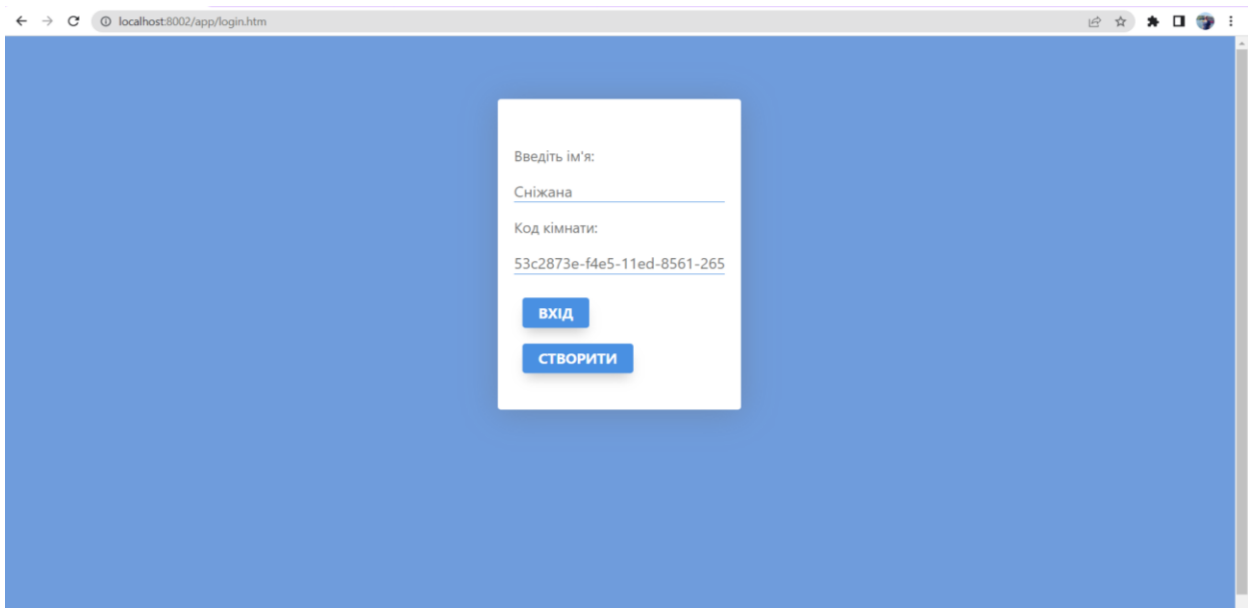 localhost:8002/app/login.htm
Введіть ім'я:
Сніжана
Код кімнати:
53c2873e-f4e5-11ed-8561-265
ВХІД
СТВОРИТИ